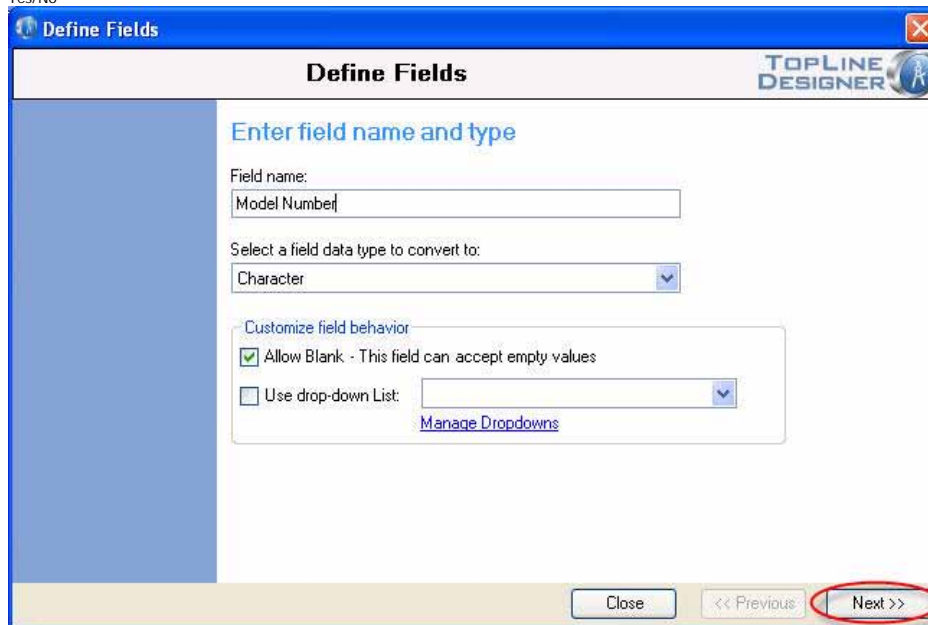 Yes/No
Define Fields
Define Fields
TOPLINE
DESIGNER
Enter field name and type
Field name:
Model Number
Select a field data type to convert to:
Character
Customize field behavior
Allow Blank - This field can accept empty values
Use drop-down List:
Manage Dropdowns
Close
<< Previous
Next >>